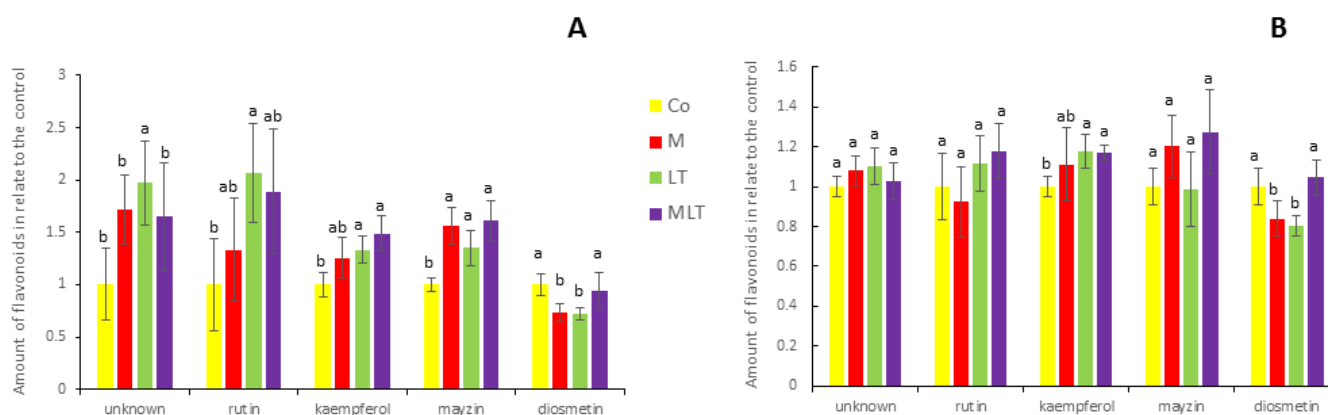 A
Amount of flavonoids in relate to the control
3
2.5
2
1.5
1
0.5
0
b
b
a
b
b
ab
a
ab
b
ab
a
a
b
a
a
a
a
b
b
a
unknown
rutin
kaempferol
mayzin
diosmetin
Co
M
LT
MLT
B
Amount of flavonoids in relate to the control
1.6
1.4
1.2
1
0.8
0.6
0.4
0.2
0
a
a
a
a
a
a
a
a
b
ab
a
a
a
a
a
a
a
b
b
a
unknown
rutin
kaempferol
mayzin
diosmetin